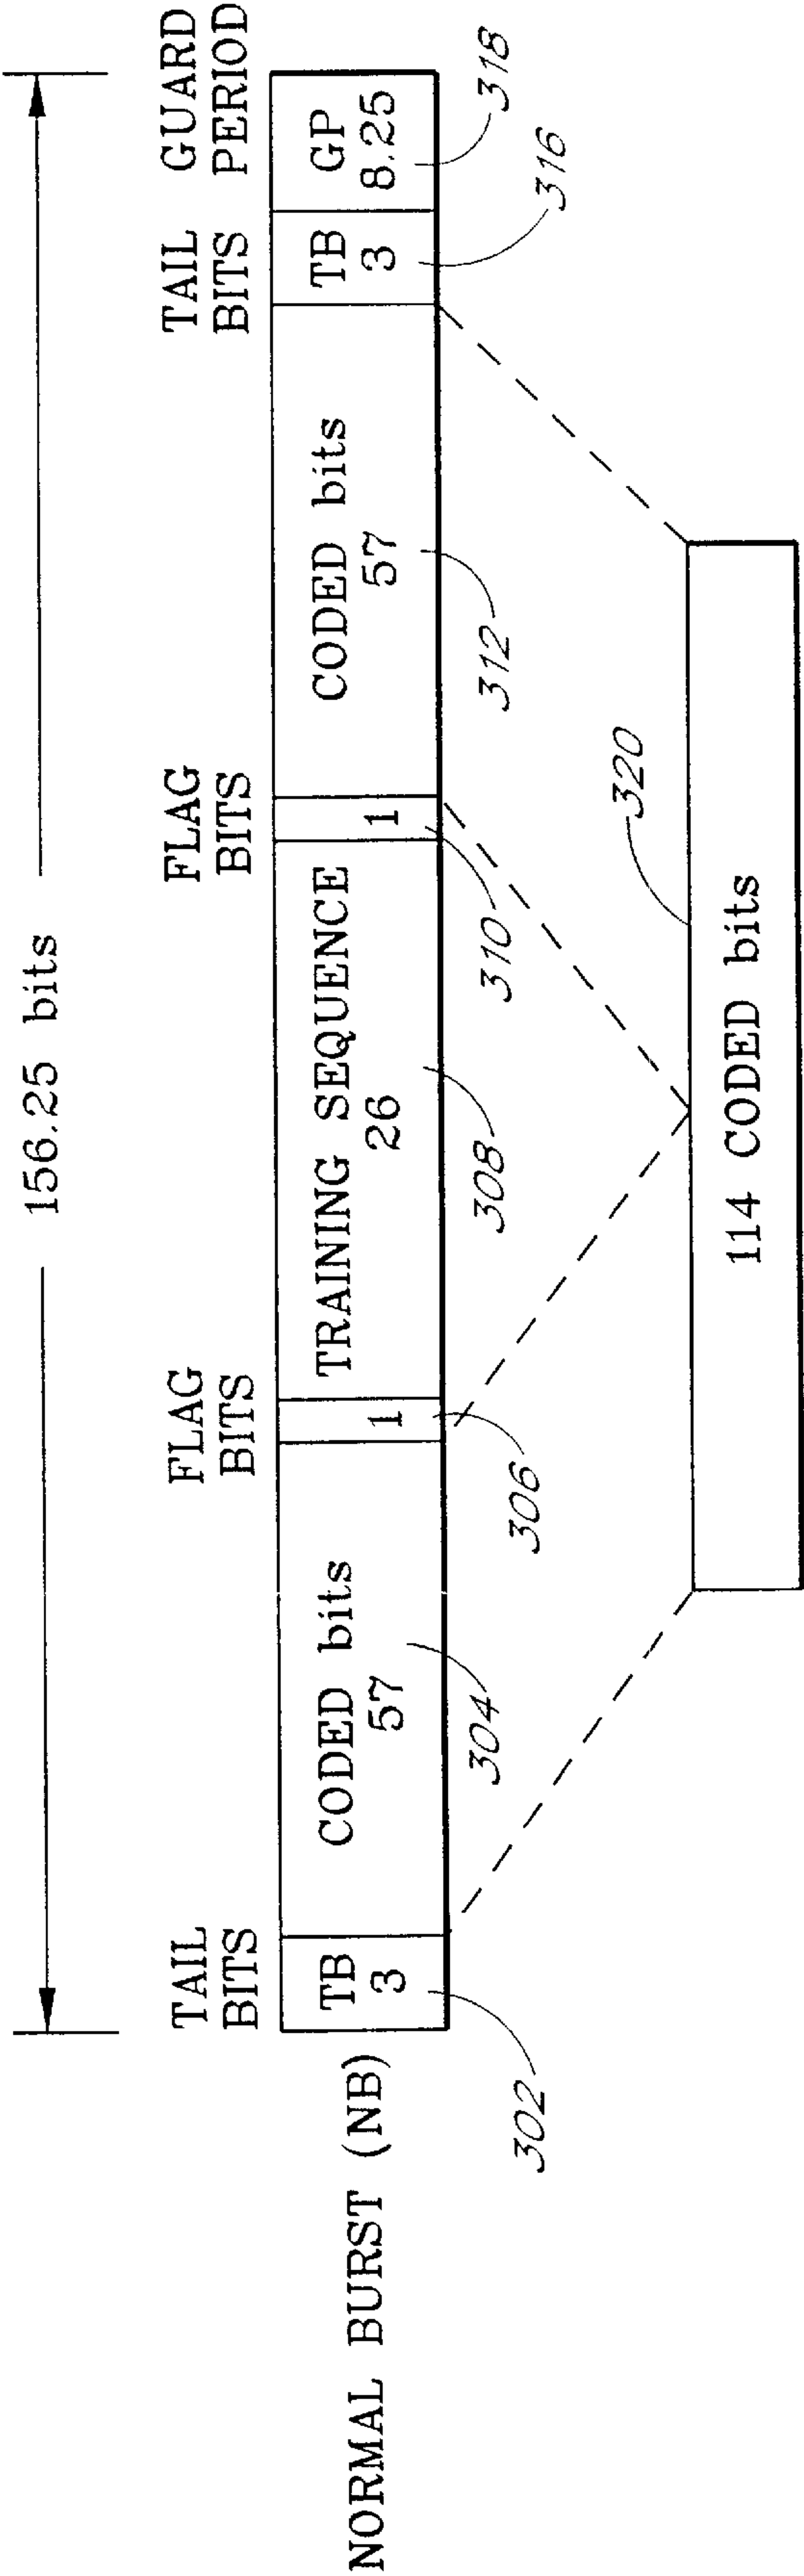 156.25 bits
TAIL
BITS
FLAG
BITS
FLAG
BITS
TAIL
BITS
GUARD
PERIOD
NORMAL BURST (NB)
TB
3
CODED bits
57
1
TRAINING SEQUENCE
26
1
CODED bits
57
TB
3
GP
8.25
302
304
306
308
310
312
316
318
320
114 CODED bits